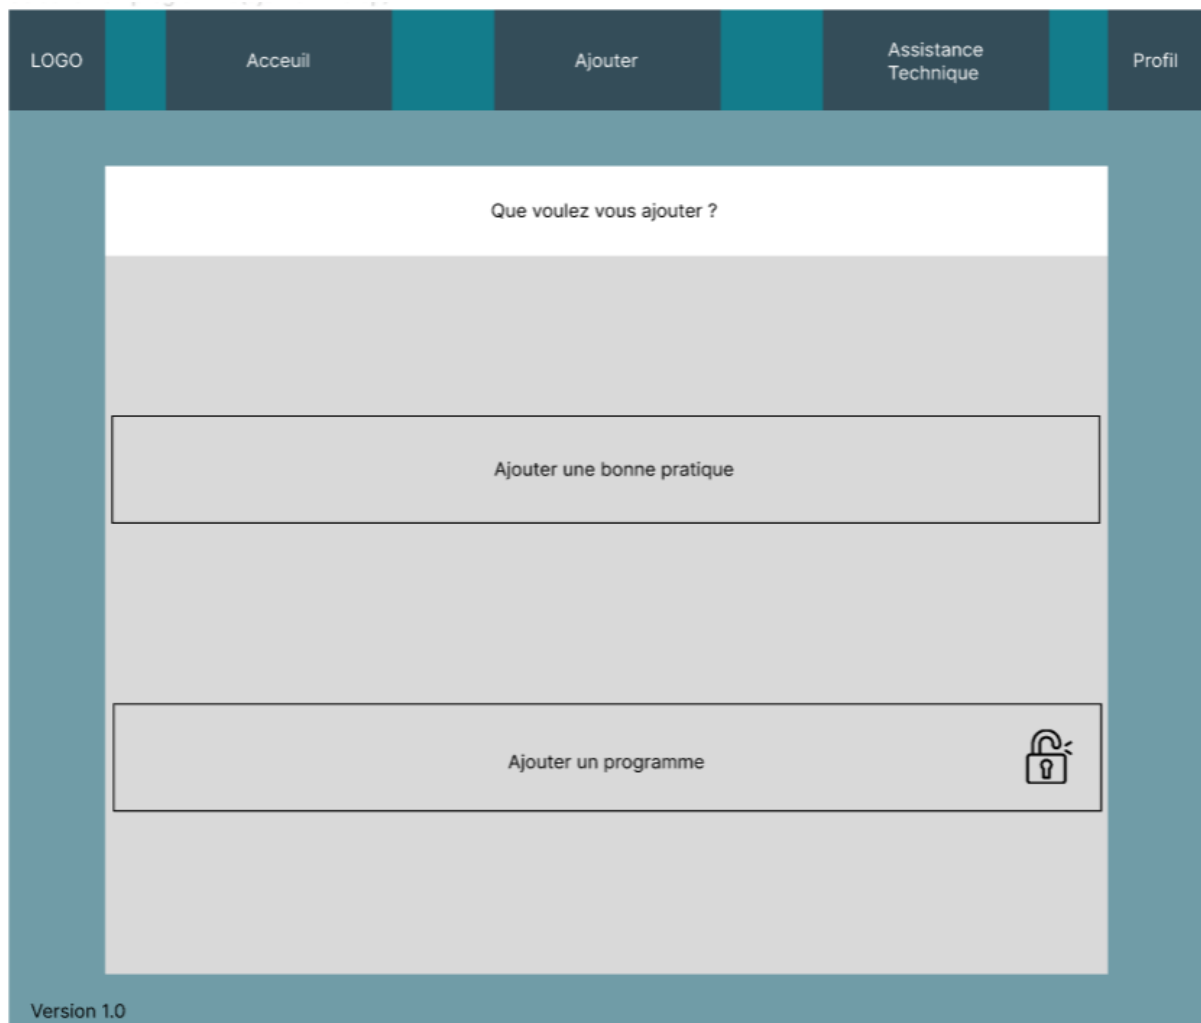 LOGO
Acceuil
Ajouter
Assistance
Technique
Profil
Que voulez vous ajouter ?
Ajouter une bonne pratique
Ajouter un programme
Version 1.0